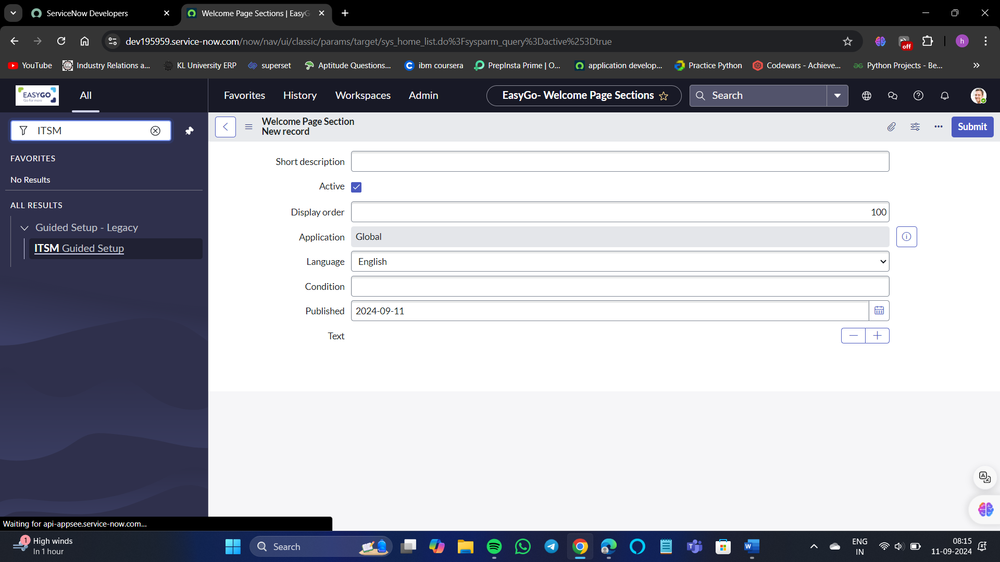 ServiceNow Developers
Welcome Page Sections | EasyG
dev195959.service-now.com/now/nav/ui/classic/params/target/sys_home_list.do%3Fsysparm_query%3Dactive%253Dtrue
off
h
YouTube
Industry Relations a...
KL University ERP
superset
Aptitude Questions...
ibm coursera
PrepInsta Prime | O...
application develop...
Practice Python
Codewars - Achieve...
Python Projects - Be...
EASYGO
Go for more
All
Favorites
History
Workspaces
Admin
EasyGo- Welcome Page Sections
Search
ITSM
FAVORITES
No Results
ALL RESULTS
Guided Setup - Legacy
ITSM Guided Setup
Welcome Page Section
New record
Submit
Short description
Active
Display order
100
Application
Global
Language
English
Condition
Published
2024-09-11
Text
Waiting for api-appsee.service-now.com...
1
High winds
In 1 hour
Search
ENG
IN
08:15
11-09-2024